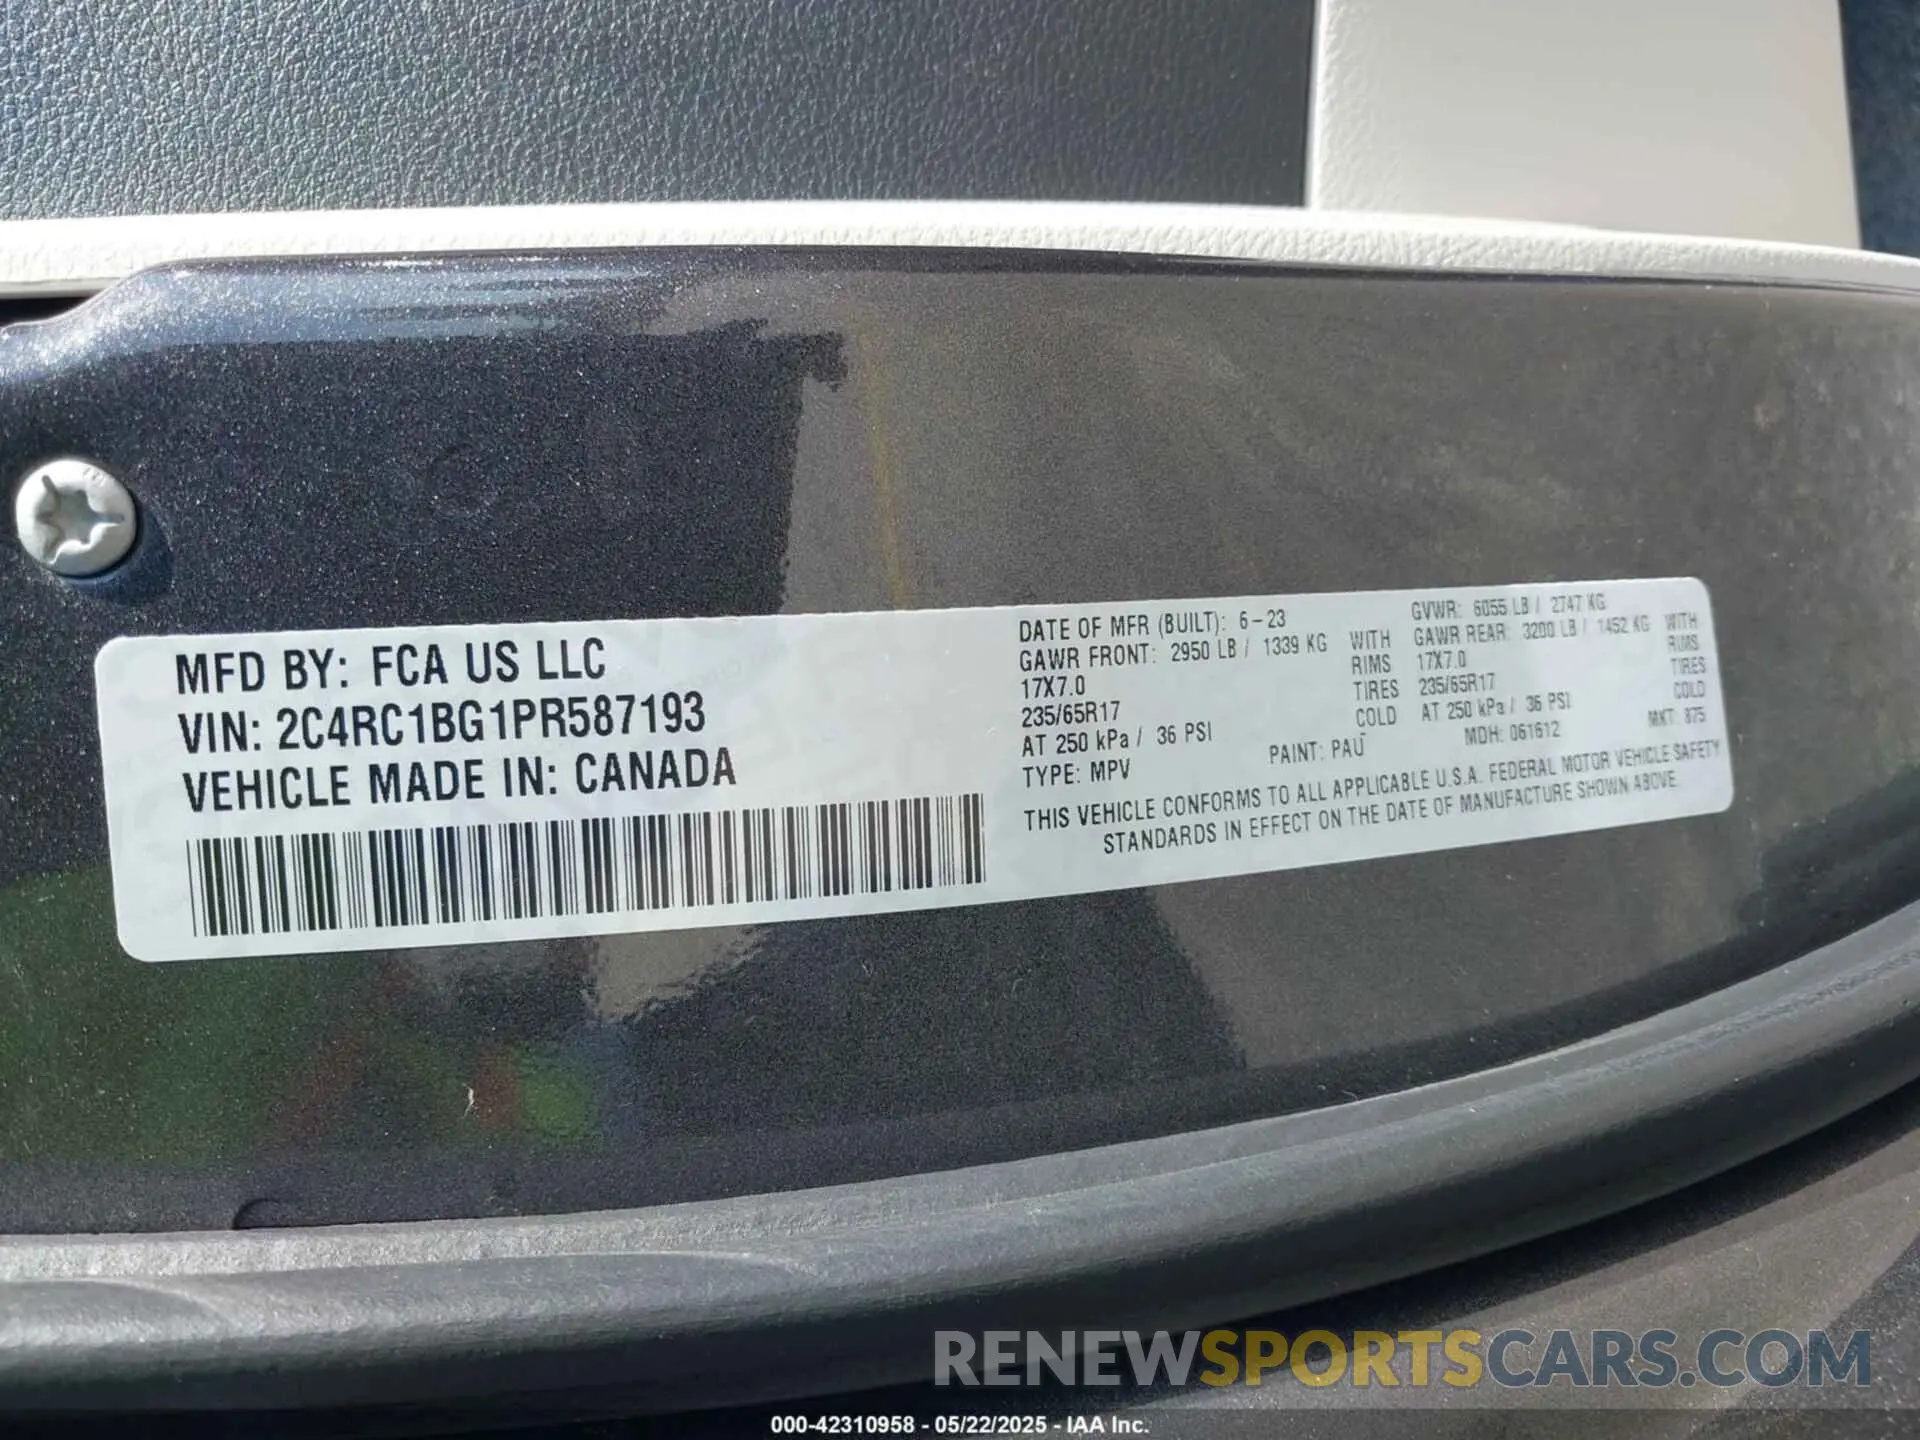 MFD BY: FCA US LLC
VIN: 2C4RC1BG1PR587193
VEHICLE MADE IN: CANADA
DATE OF MFR (BUILT): 6-23 GVWR: 6055 LB / 2747 KG
GAWR FRONT: 2950 LB / 1339 KG WITH GAWR REAR: 3200 LB / 1452 KG WITH
17X7.0 RIMS 17X7.0 RIMS
235/65R17 TIRES 235/65R17 TIRES
AT 250 kPa / 36 PSI COLD AT 250 kPa / 36 PSI COLD
TYPE: MPV PAINT: PAU MDH: 061612 MKT: 875
THIS VEHICLE CONFORMS TO ALL APPLICABLE U.S.A. FEDERAL MOTOR VEHICLE SAFETY
STANDARDS IN EFFECT ON THE DATE OF MANUFACTURE SHOWN ABOVE.
RENEWSPORTSCARS.COM
000-42310958 - 05/22/2025 - IAA Inc.